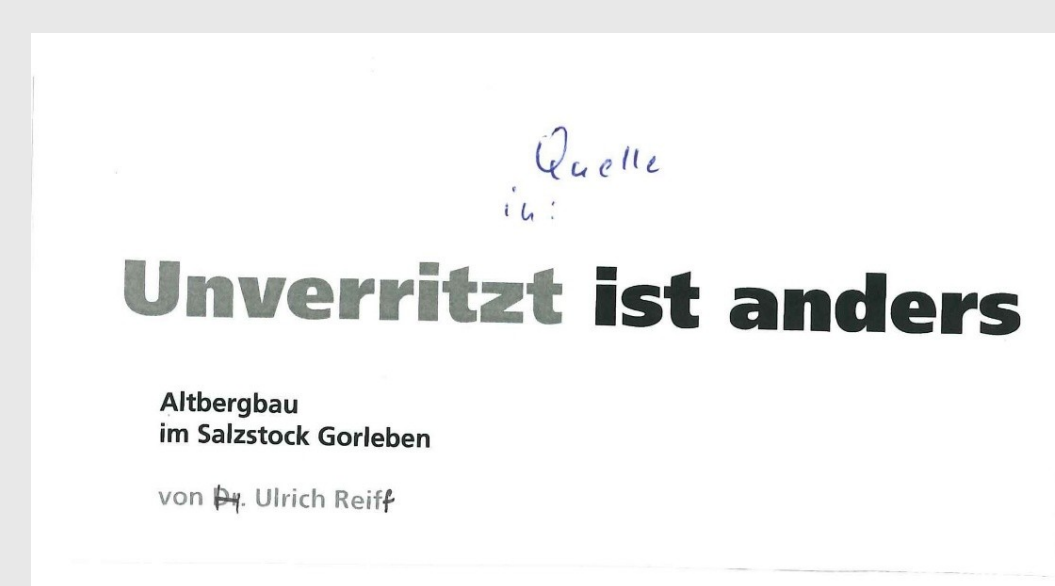 Quelle
in:
Unverritzt ist anders
Altbergbau
im Salzstock Gorleben
von Dr. Ulrich Reiff